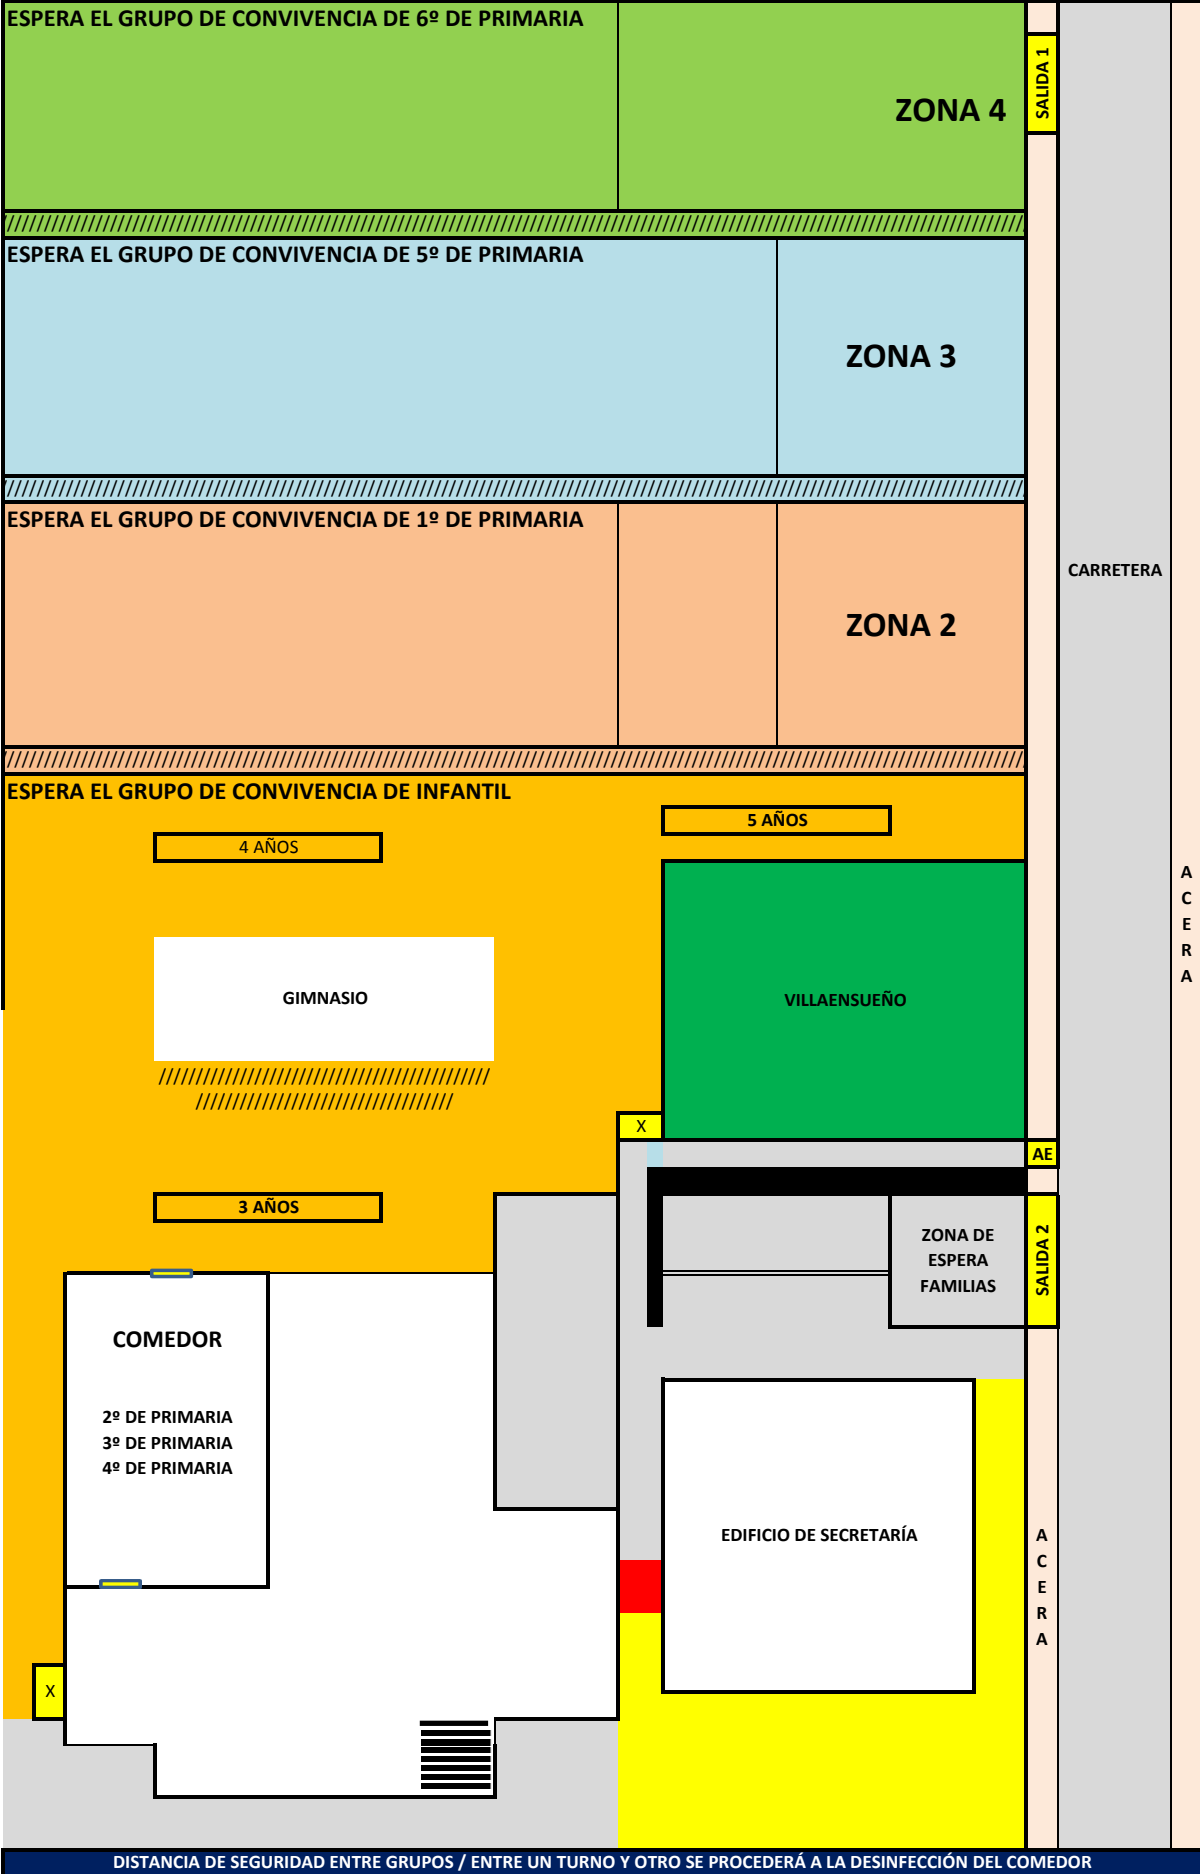 ESPERA EL GRUPO DE CONVIVENCIA DE 6º DE PRIMARIA
SALIDA 1
ZONA 4
ESPERA EL GRUPO DE CONVIVENCIA DE 5º DE PRIMARIA
ZONA 3
ESPERA EL GRUPO DE CONVIVENCIA DE 1º DE PRIMARIA
CARRETERA
ZONA 2
ESPERA EL GRUPO DE CONVIVENCIA DE INFANTIL
5 AÑOS
4 AÑOS
A
C
E
R
A
GIMNASIO
VILLAENSUEÑO
X
AE
3 AÑOS
ZONA DE
ESPERA
FAMILIAS
SALIDA 2
COMEDOR
2º DE PRIMARIA
3º DE PRIMARIA
4º DE PRIMARIA
EDIFICIO DE SECRETARÍA
A
C
E
R
A
X
DISTANCIA DE SEGURIDAD ENTRE GRUPOS / ENTRE UN TURNO Y OTRO SE PROCEDERÁ A LA DESINFECCIÓN DEL COMEDOR